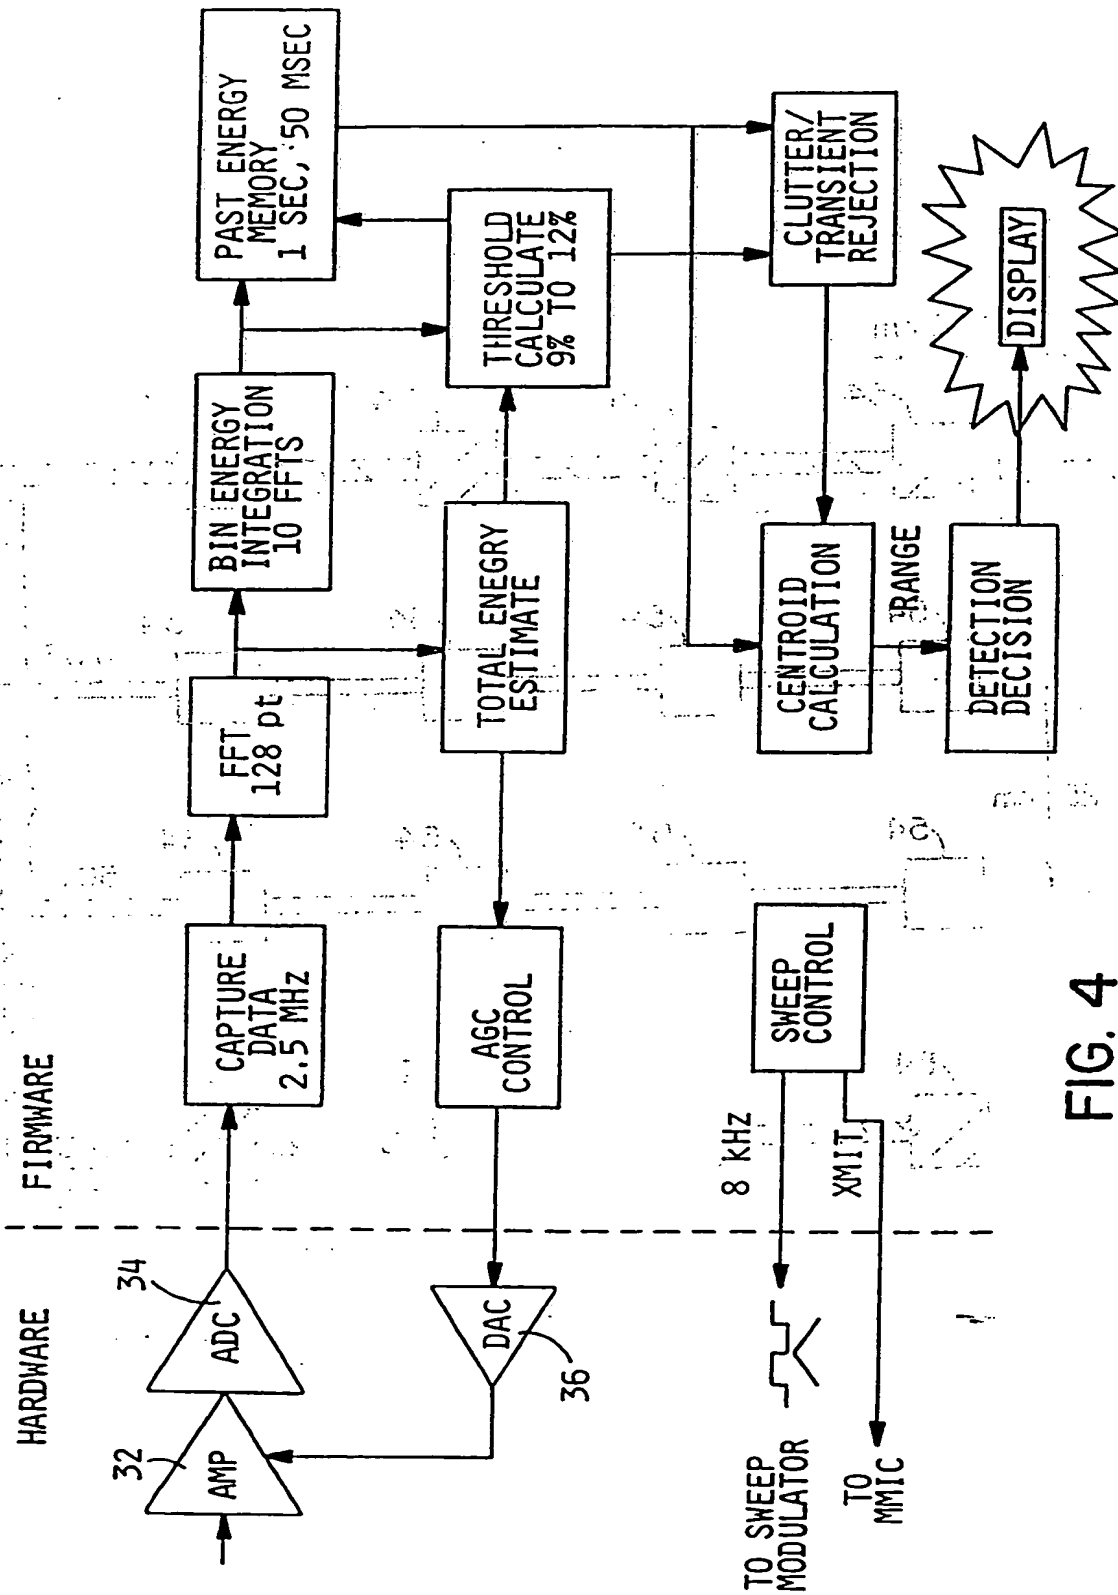 HARDWARE
FIRMWARE
32
AMP
34
ADC
CAPTURE
DATA
2.5 MHz
FFT
128 pt
BIN ENERGY
INTEGRATION
10 FFTS
PAST ENERGY
MEMORY
1 SEC, 50 MSEC
36
DAC
AGC
CONTROL
TOTAL ENEGRY
ESTIMATE
THRESHOLD
CALCULATE
9% TO 12%
TO SWEEP
MODULATOR
8 kHz
TO
MMIC
XMIT
SWEEP
CONTROL
CENTROID
CALCULATION
CLUTTER/
TRANSIENT
REJECTION
RANGE
DETECTION
DECISION
DISPLAY
FIG. 4